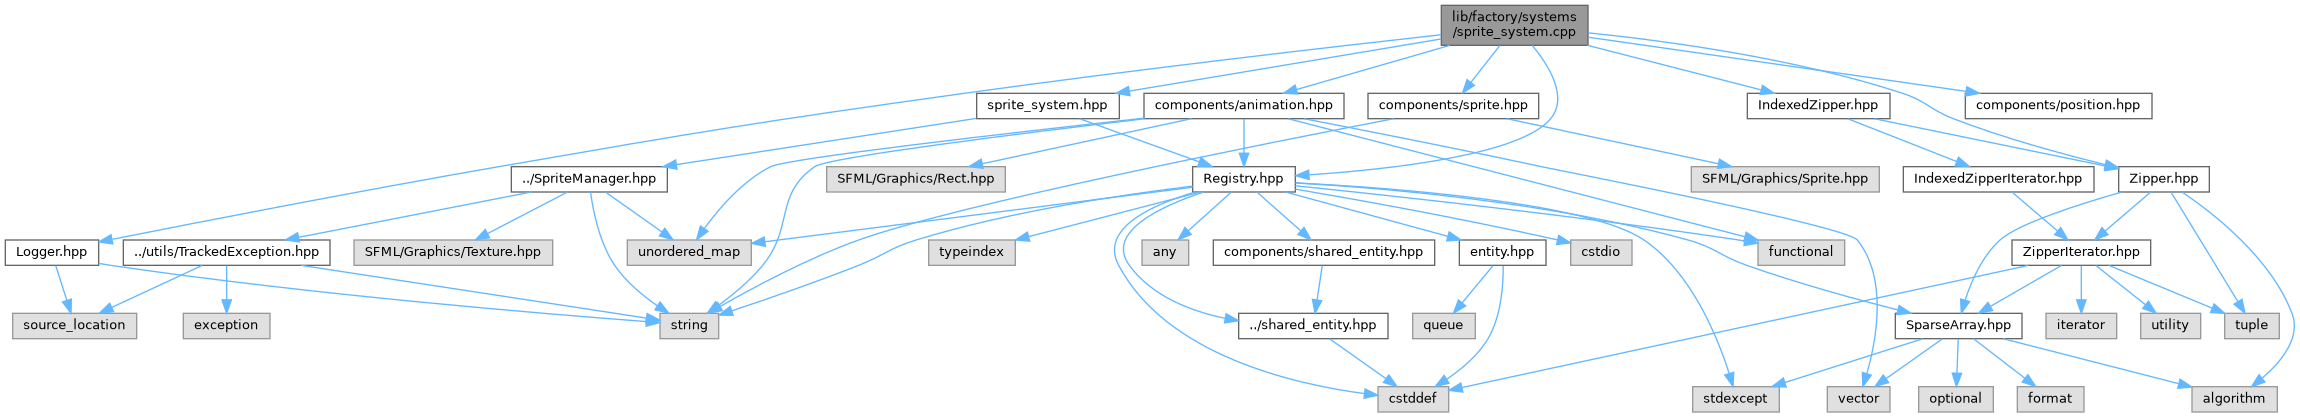 lib/factory/systems
/sprite_system.cpp
sprite_system.hpp
components/animation.hpp
components/sprite.hpp
IndexedZipper.hpp
components/position.hpp
../SpriteManager.hpp
SFML/Graphics/Rect.hpp
Registry.hpp
SFML/Graphics/Sprite.hpp
IndexedZipperIterator.hpp
Zipper.hpp
Logger.hpp
../utils/TrackedException.hpp
SFML/Graphics/Texture.hpp
unordered_map
typeindex
any
components/shared_entity.hpp
entity.hpp
cstdio
functional
ZipperIterator.hpp
source_location
exception
string
../shared_entity.hpp
queue
SparseArray.hpp
iterator
utility
tuple
cstddef
stdexcept
vector
optional
format
algorithm